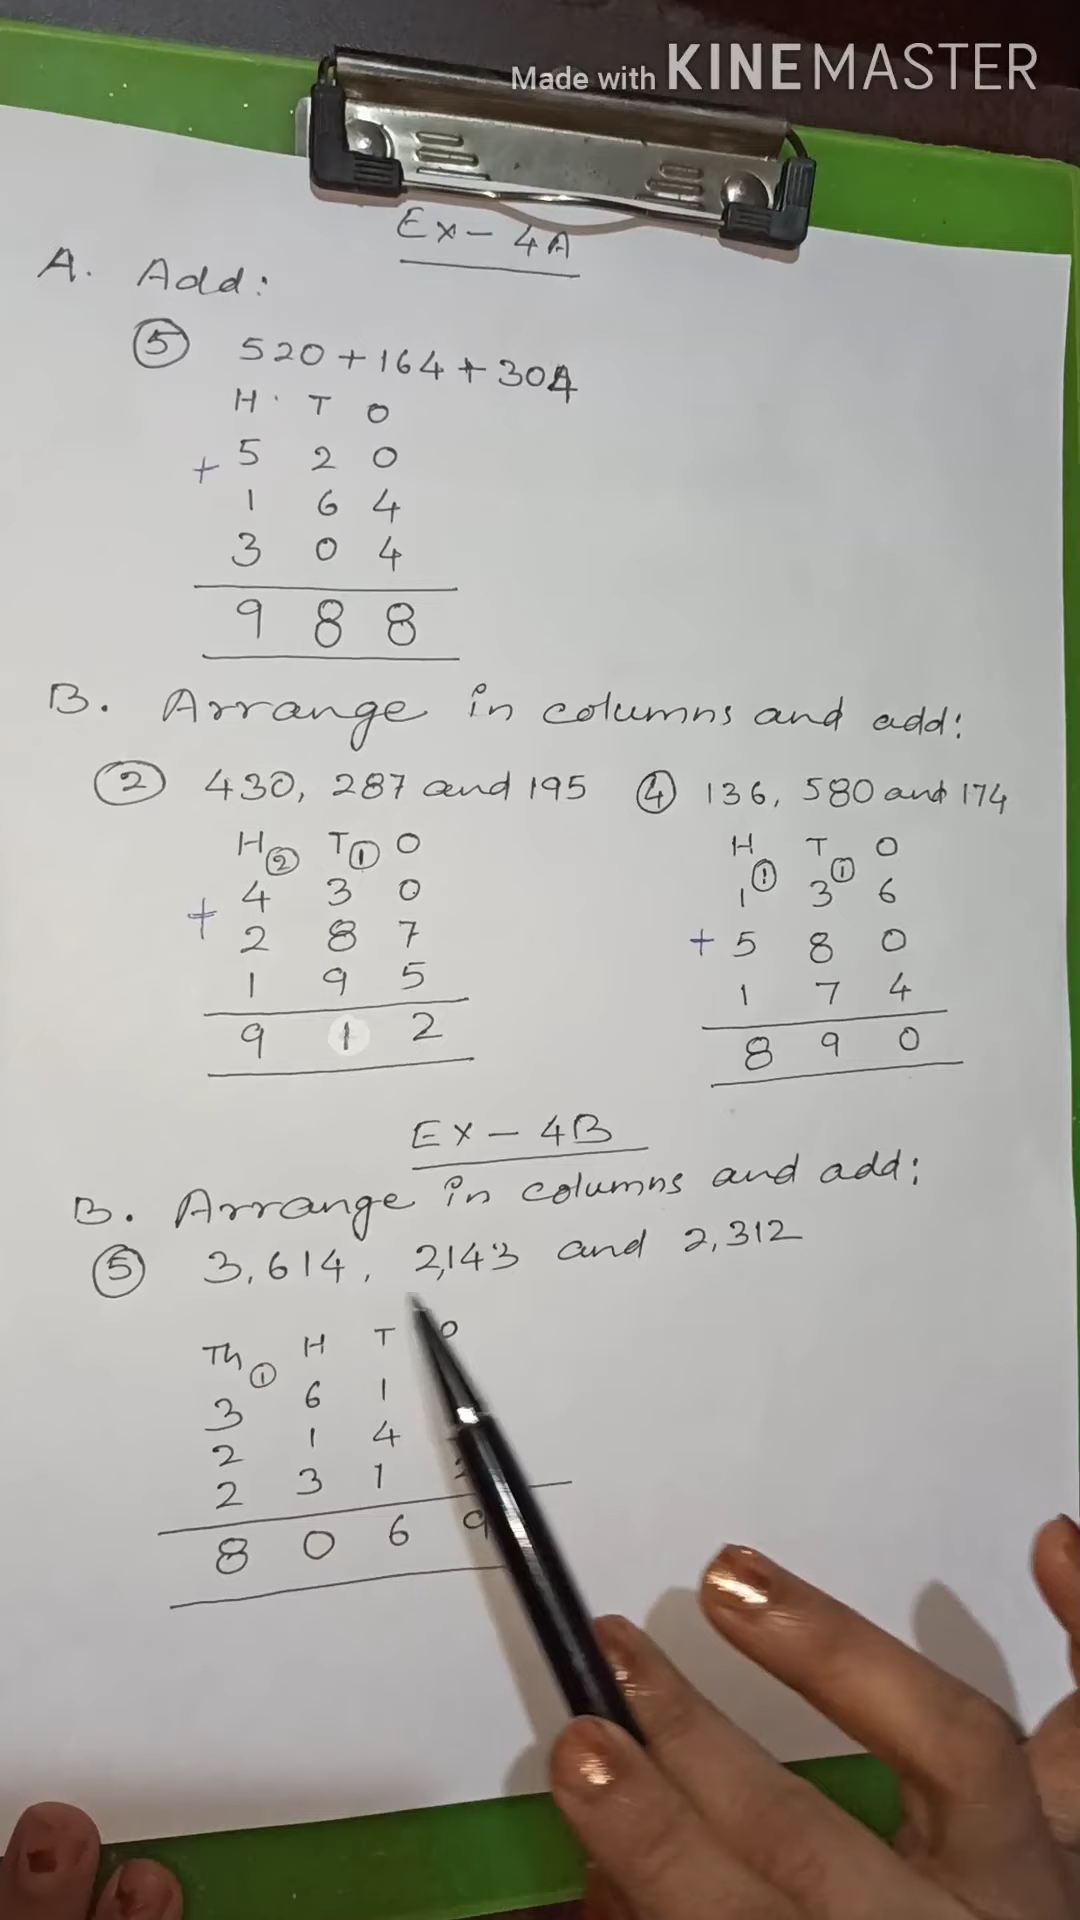 Made with KINEMASTER
Ex-4A
A. Add:
5 520+164+304
H T O
+ 5 2 0
1 6 4
3 0 4
9 8 8
B. Arrange in columns and add:
2 430, 287 and 195
H 2 T 1 O
+ 4 3 0
2 8 7
1 9 5
9 1 2
4 136, 580 and 174
H T O
1 1 3 1 6
+ 5 8 0
1 7 4
8 9 0
Ex-4B
B. Arrange in columns and add:
5 3,614, 2,143 and 2,312
Th 1 H T O
3 6 1
2 1 4
2 3 1
8 0 6 9